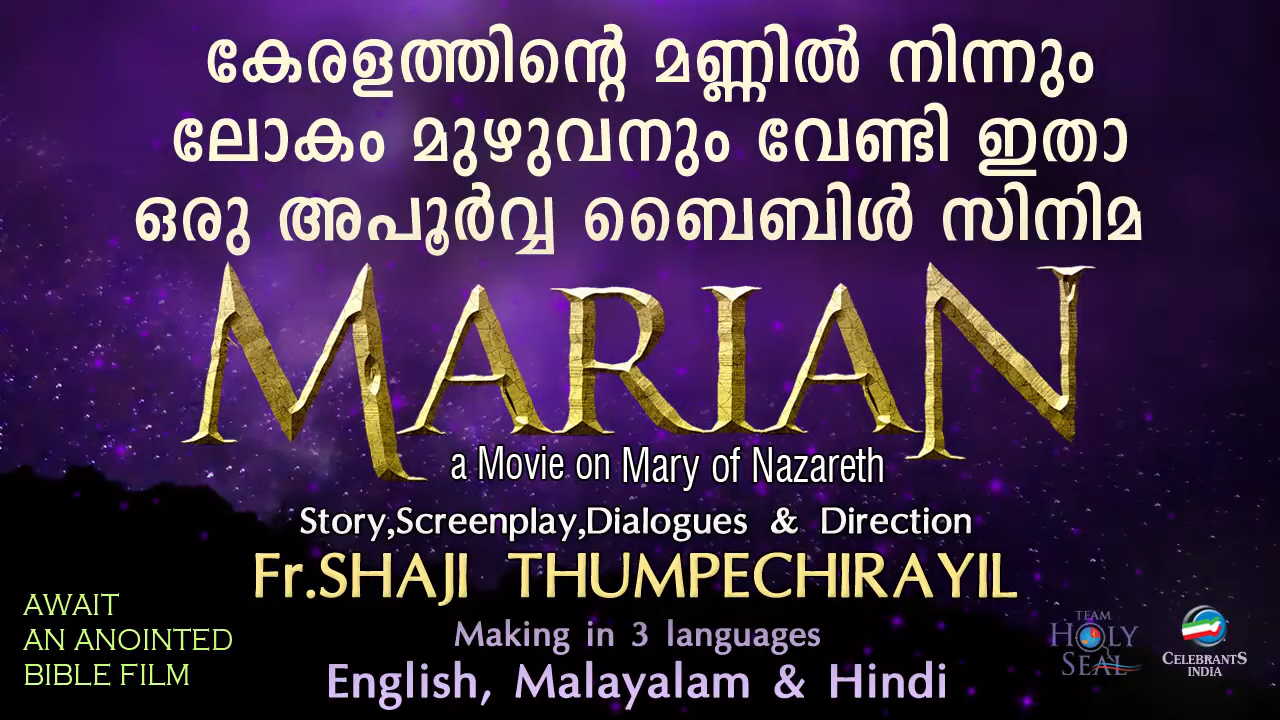 കേരളത്തിന്റെ മണ്ണിൽ നിന്നും
ലോകം മുഴുവനും വേണ്ടി ഇതാ
ഒരു അപൂർവ്വ ബൈബിൾ സിനിമ
MARIAN
a Movie on Mary of Nazareth
Story,Screenplay,Dialogues & Direction
Fr.SHAJI THUMPECHIRAYIL
AWAIT
AN ANOINTED
BIBLE FILM
Making in 3 languages
English, Malayalam & Hindi
TEAM
HOLY
SEAL
CELEBRANTS
INDIA